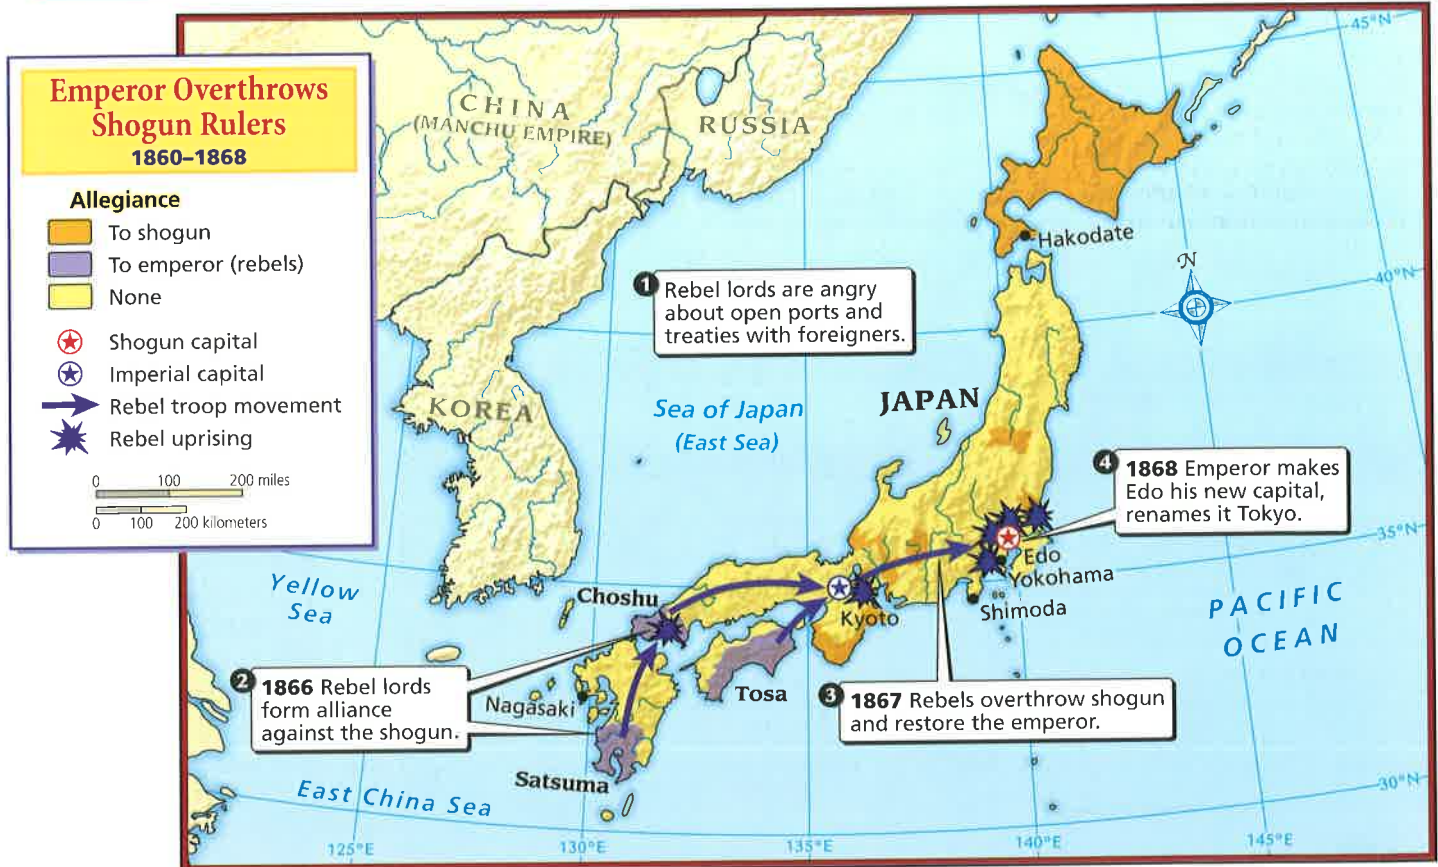 Emperor Overthrows
Shogun Rulers
1860–1868
Allegiance
To shogun
To emperor (rebels)
None
Shogun capital
Imperial capital
Rebel troop movement
Rebel uprising
0 100 200 miles
0 100 200 kilometers
CHINA
(MANCHU EMPIRE)
RUSSIA
45°N
Hakodate
N
40°N
1 Rebel lords are angry
about open ports and
treaties with foreigners.
KOREA
Sea of Japan
(East Sea)
JAPAN
4 1868 Emperor makes
Edo his new capital,
renames it Tokyo.
35°N
Edo
Yokohama
Shimoda
Kyoto
PACIFIC
OCEAN
Yellow
Sea
Choshu
Tosa
Nagasaki
Satsuma
2 1866 Rebel lords
form alliance
against the shogun.
3 1867 Rebels overthrow shogun
and restore the emperor.
East China Sea
30°N
125°E
130°E
135°E
140°E
145°E